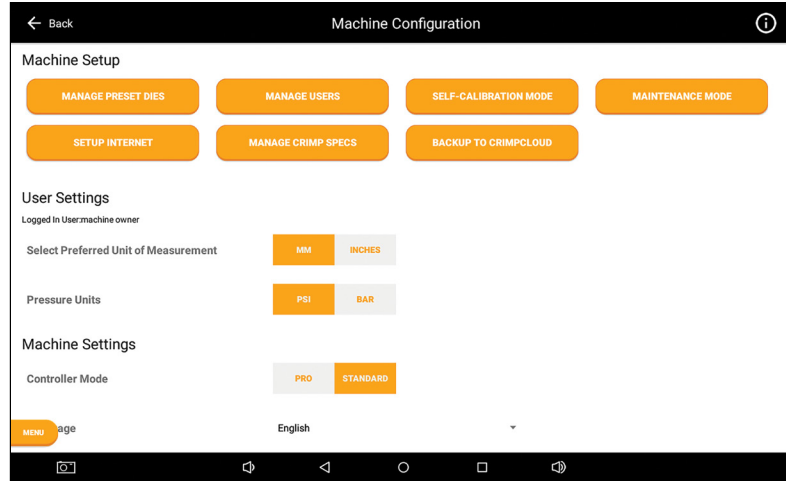 Back
Machine Configuration
Machine Setup
MANAGE PRESET DIES
MANAGE USERS
SELF-CALIBRATION MODE
MAINTENANCE MODE
SETUP INTERNET
MANAGE CRIMP SPECS
BACKUP TO CRIMPCLOUD
User Settings
Logged In User:machine owner
Select Preferred Unit of Measurement
MM
INCHES
Pressure Units
PSI
BAR
Machine Settings
Controller Mode
PRO
STANDARD
MENU
age
English